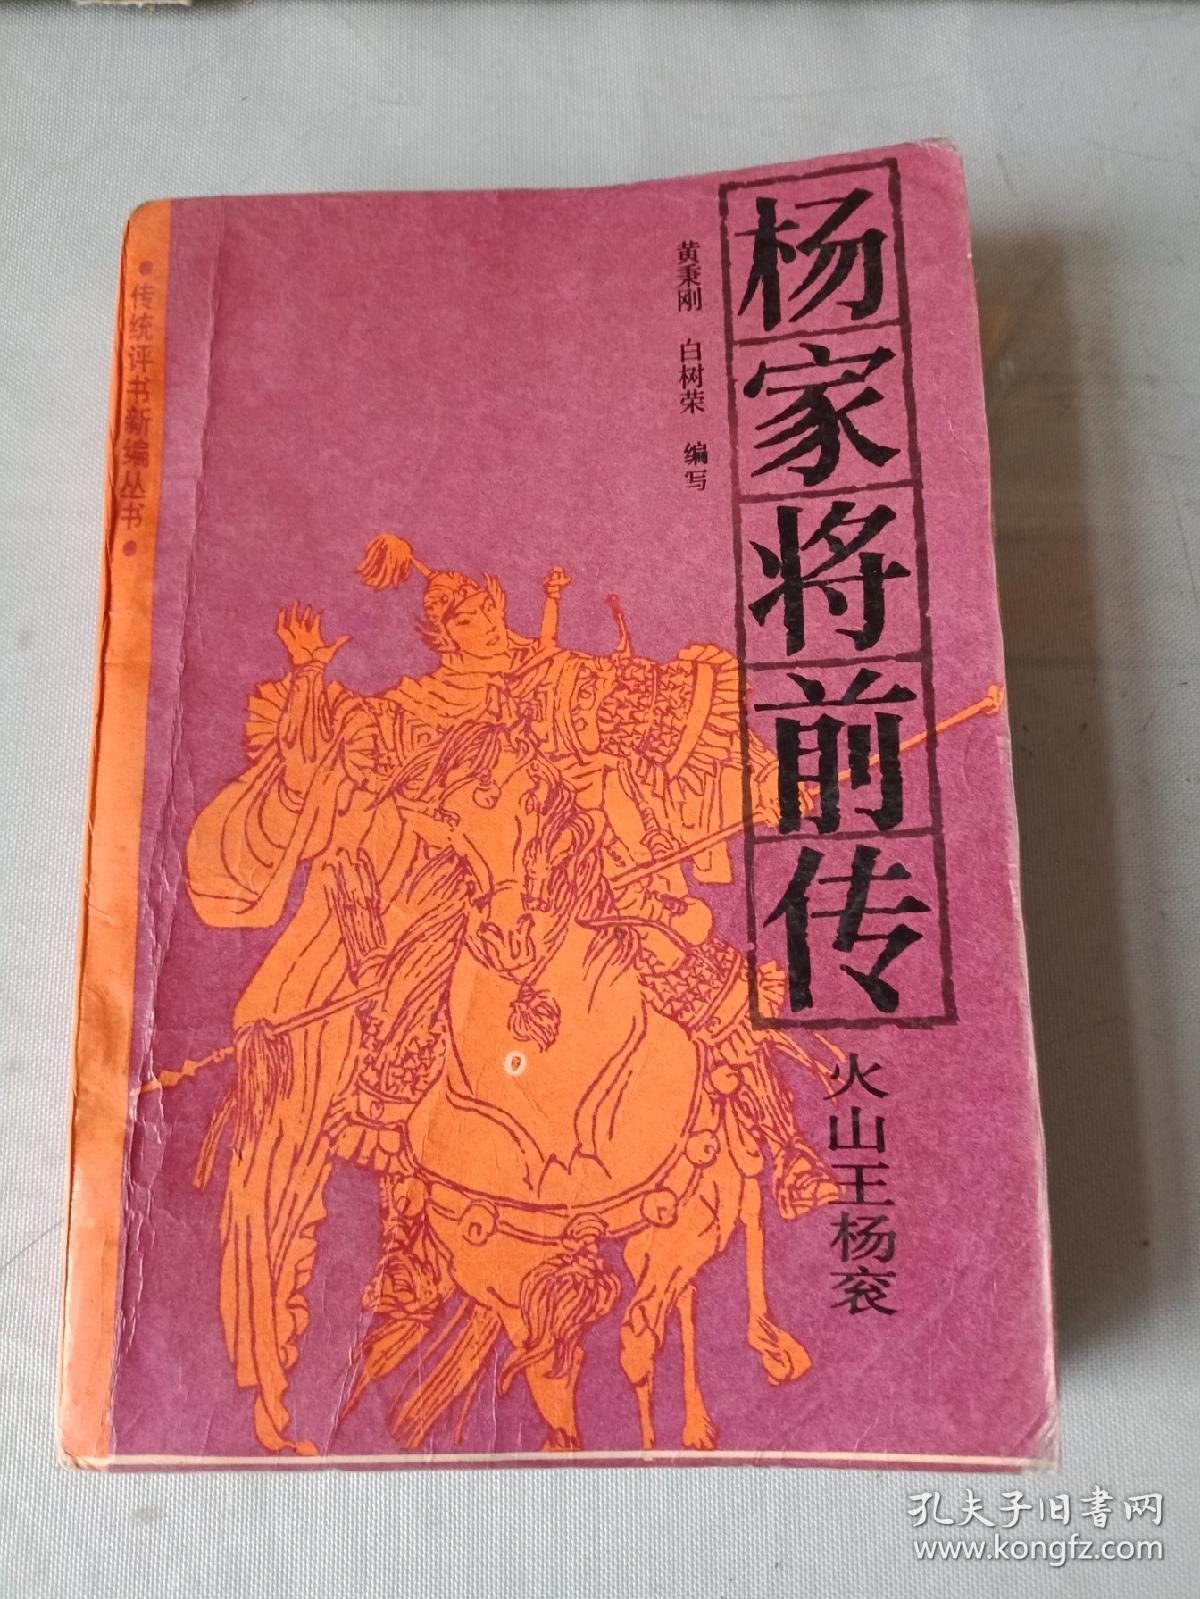 杨家将前传
火山王杨衮
黄秉刚 白树荣 编写
•传统评书新编丛书•
孔夫子旧书网
www.kongfz.com